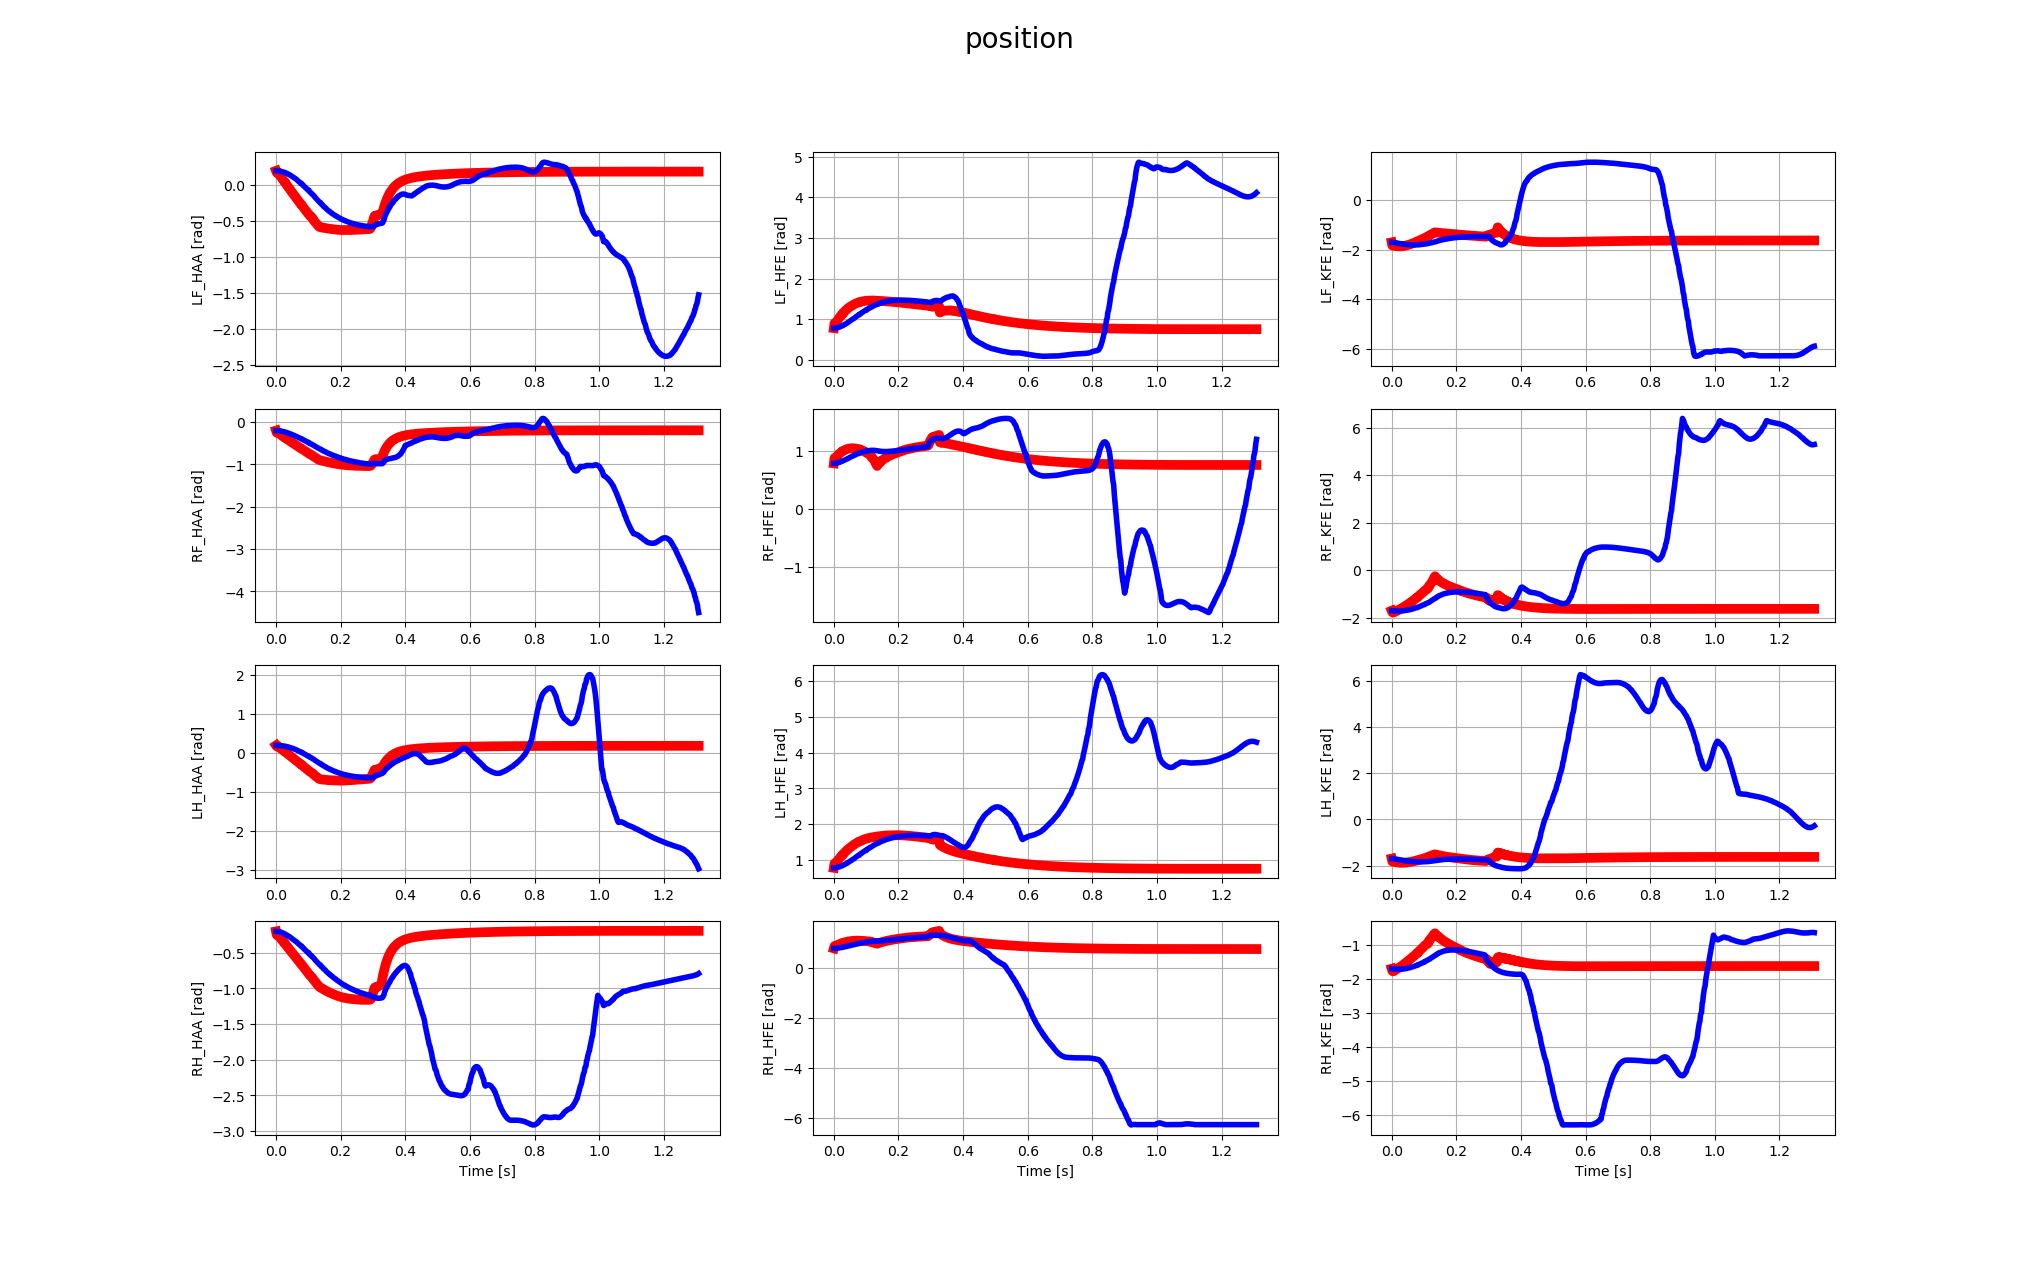 position
LF_HAA [rad]
0.0
−0.5
−1.0
−1.5
−2.0
−2.5
0.0 0.2 0.4 0.6 0.8 1.0 1.2
LF_HFE [rad]
5
4
3
2
1
0
0.0 0.2 0.4 0.6 0.8 1.0 1.2
LF_KFE [rad]
0
−2
−4
−6
0.0 0.2 0.4 0.6 0.8 1.0 1.2
RF_HAA [rad]
0
−1
−2
−3
−4
0.0 0.2 0.4 0.6 0.8 1.0 1.2
RF_HFE [rad]
1
0
−1
0.0 0.2 0.4 0.6 0.8 1.0 1.2
RF_KFE [rad]
6
4
2
0
−2
0.0 0.2 0.4 0.6 0.8 1.0 1.2
LH_HAA [rad]
2
1
0
−1
−2
−3
0.0 0.2 0.4 0.6 0.8 1.0 1.2
LH_HFE [rad]
6
5
4
3
2
1
0.0 0.2 0.4 0.6 0.8 1.0 1.2
LH_KFE [rad]
6
4
2
0
−2
0.0 0.2 0.4 0.6 0.8 1.0 1.2
RH_HAA [rad]
−0.5
−1.0
−1.5
−2.0
−2.5
−3.0
0.0 0.2 0.4 0.6 0.8 1.0 1.2
Time [s]
RH_HFE [rad]
0
−2
−4
−6
0.0 0.2 0.4 0.6 0.8 1.0 1.2
Time [s]
RH_KFE [rad]
−1
−2
−3
−4
−5
−6
0.0 0.2 0.4 0.6 0.8 1.0 1.2
Time [s]